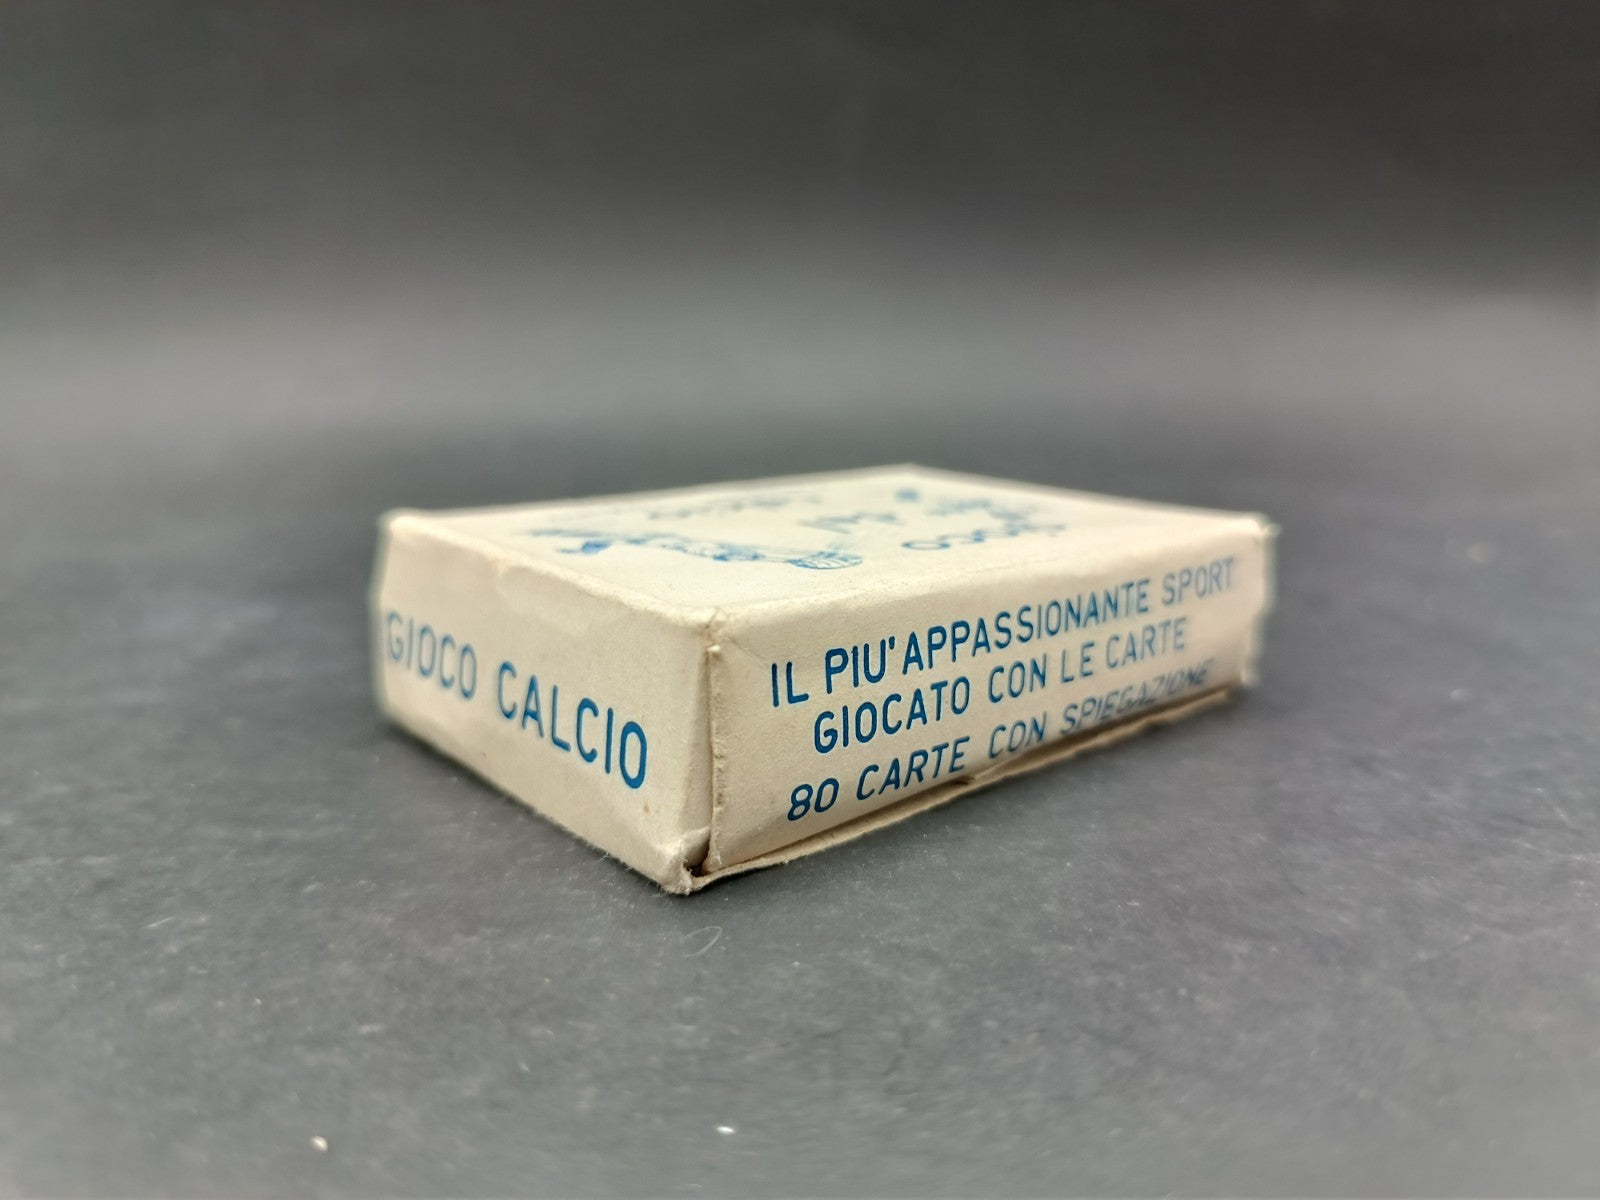 GIOCO CALCIO
IL PIU' APPASSIONANTE SPORT
GIOCATO CON LE CARTE
80 CARTE CON SPIEGAZIONE